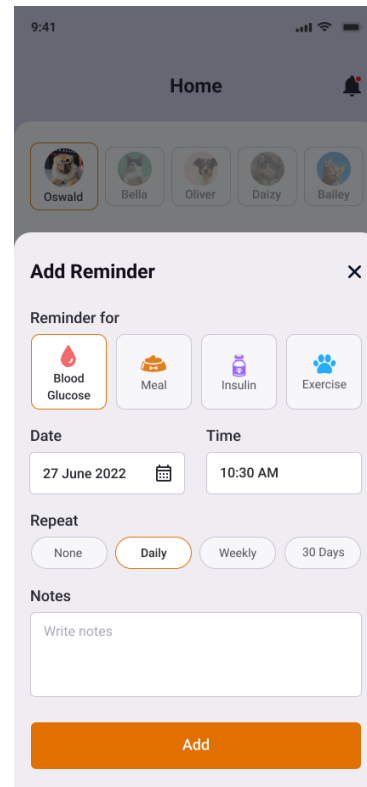 9:41
Home
Oswald
Bella
Oliver
Daizy
Bailey
Add Reminder
Reminder for
Blood
Glucose
Meal
Insulin
Exercise
Date
Time
27 June 2022
10:30 AM
Repeat
None
Daily
Weekly
30 Days
Notes
Write notes
Add